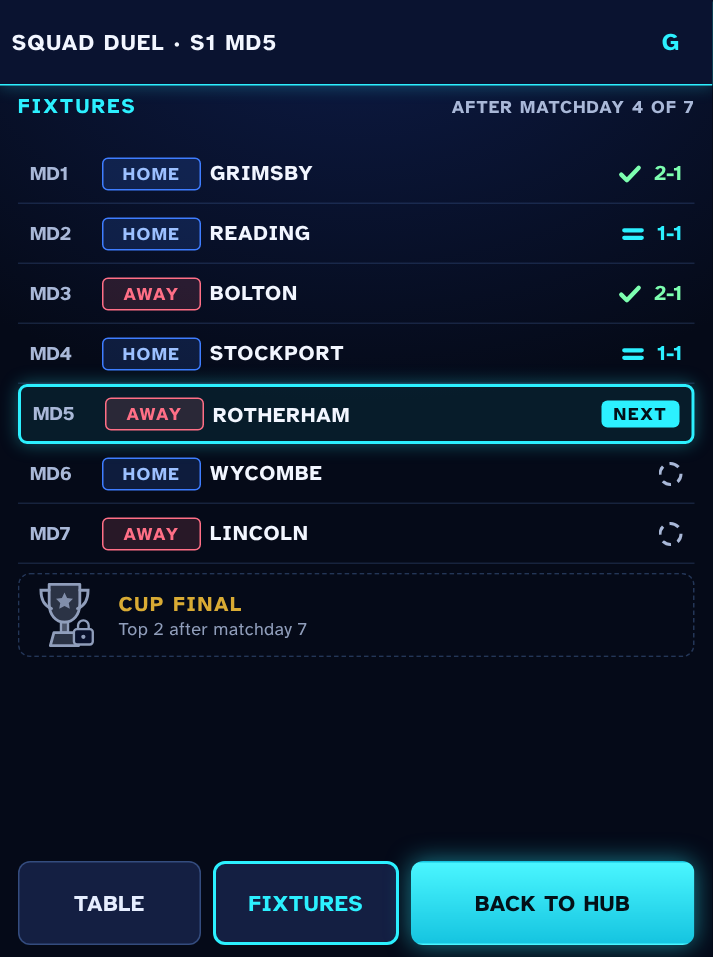 SQUAD DUEL · S1 MD5
G
FIXTURES
AFTER MATCHDAY 4 OF 7
MD1 HOME GRIMSBY 2-1
MD2 HOME READING 1-1
MD3 AWAY BOLTON 2-1
MD4 HOME STOCKPORT 1-1
MD5 AWAY ROTHERHAM NEXT
MD6 HOME WYCOMBE
MD7 AWAY LINCOLN
CUP FINAL
Top 2 after matchday 7
TABLE
FIXTURES
BACK TO HUB